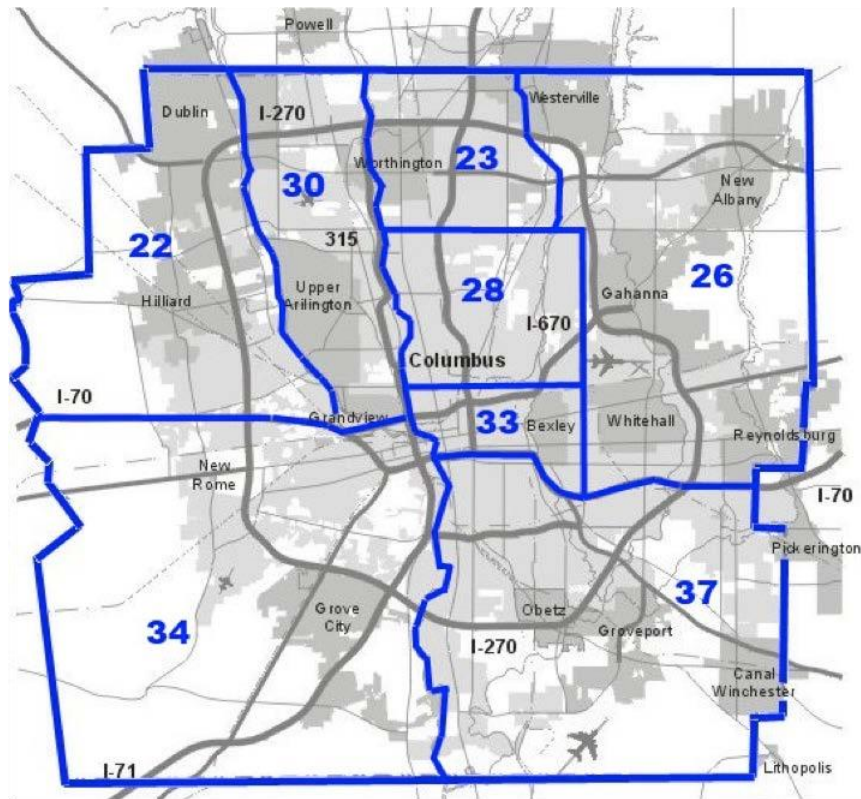 Powell
Dublin
I-270
Westerville
Worthington
23
30
New
Albany
22
315
26
Upper
Arilington
28
Gahanna
Hilliard
I-670
Columbus
I-70
Grandview
33
Bexley
Whitehall
Reynoldsburg
New
Rome
I-70
Pickerington
34
Grove
City
Obetz
37
Groveport
I-270
Canal
Winchester
I-71
Lithopolis